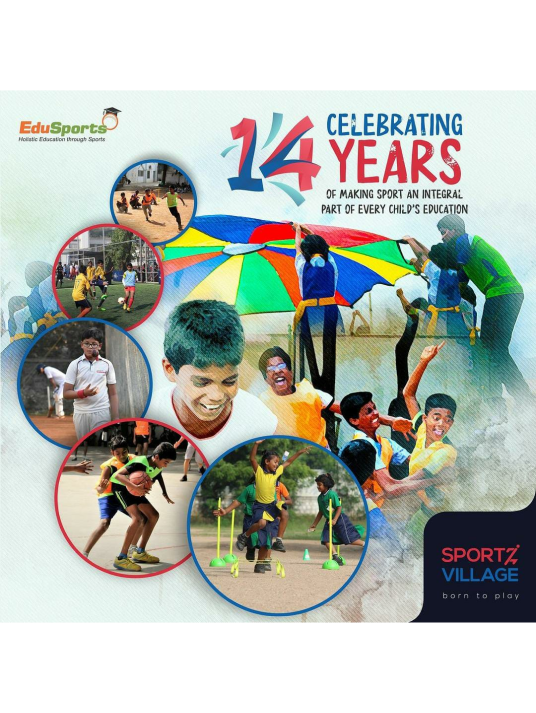 EduSports
Holistic Education through Sports
14 CELEBRATING
YEARS
OF MAKING SPORT AN INTEGRAL
PART OF EVERY CHILD'S EDUCATION
SPORTZ
VILLAGE
born to play